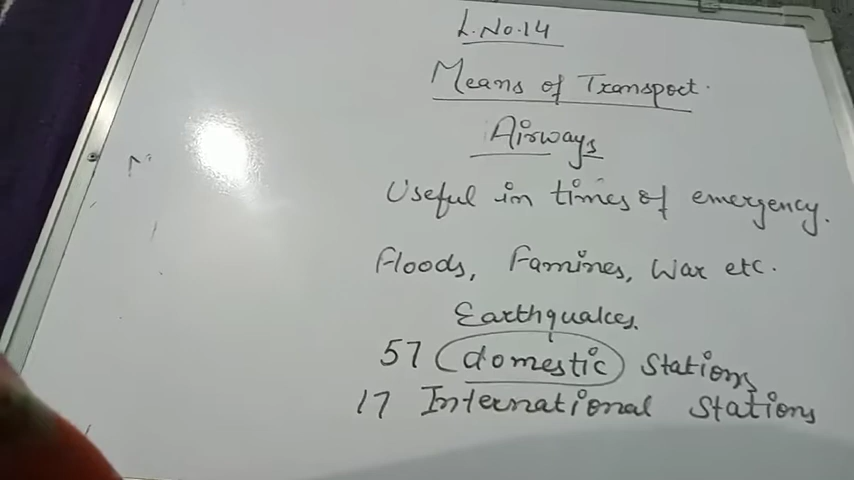 L.No.14
Means of Transport.
Airways
Useful in times of emergency.
Floods, Famines, War etc.
Earthquakes.
57 domestic Stations
17 International Stations